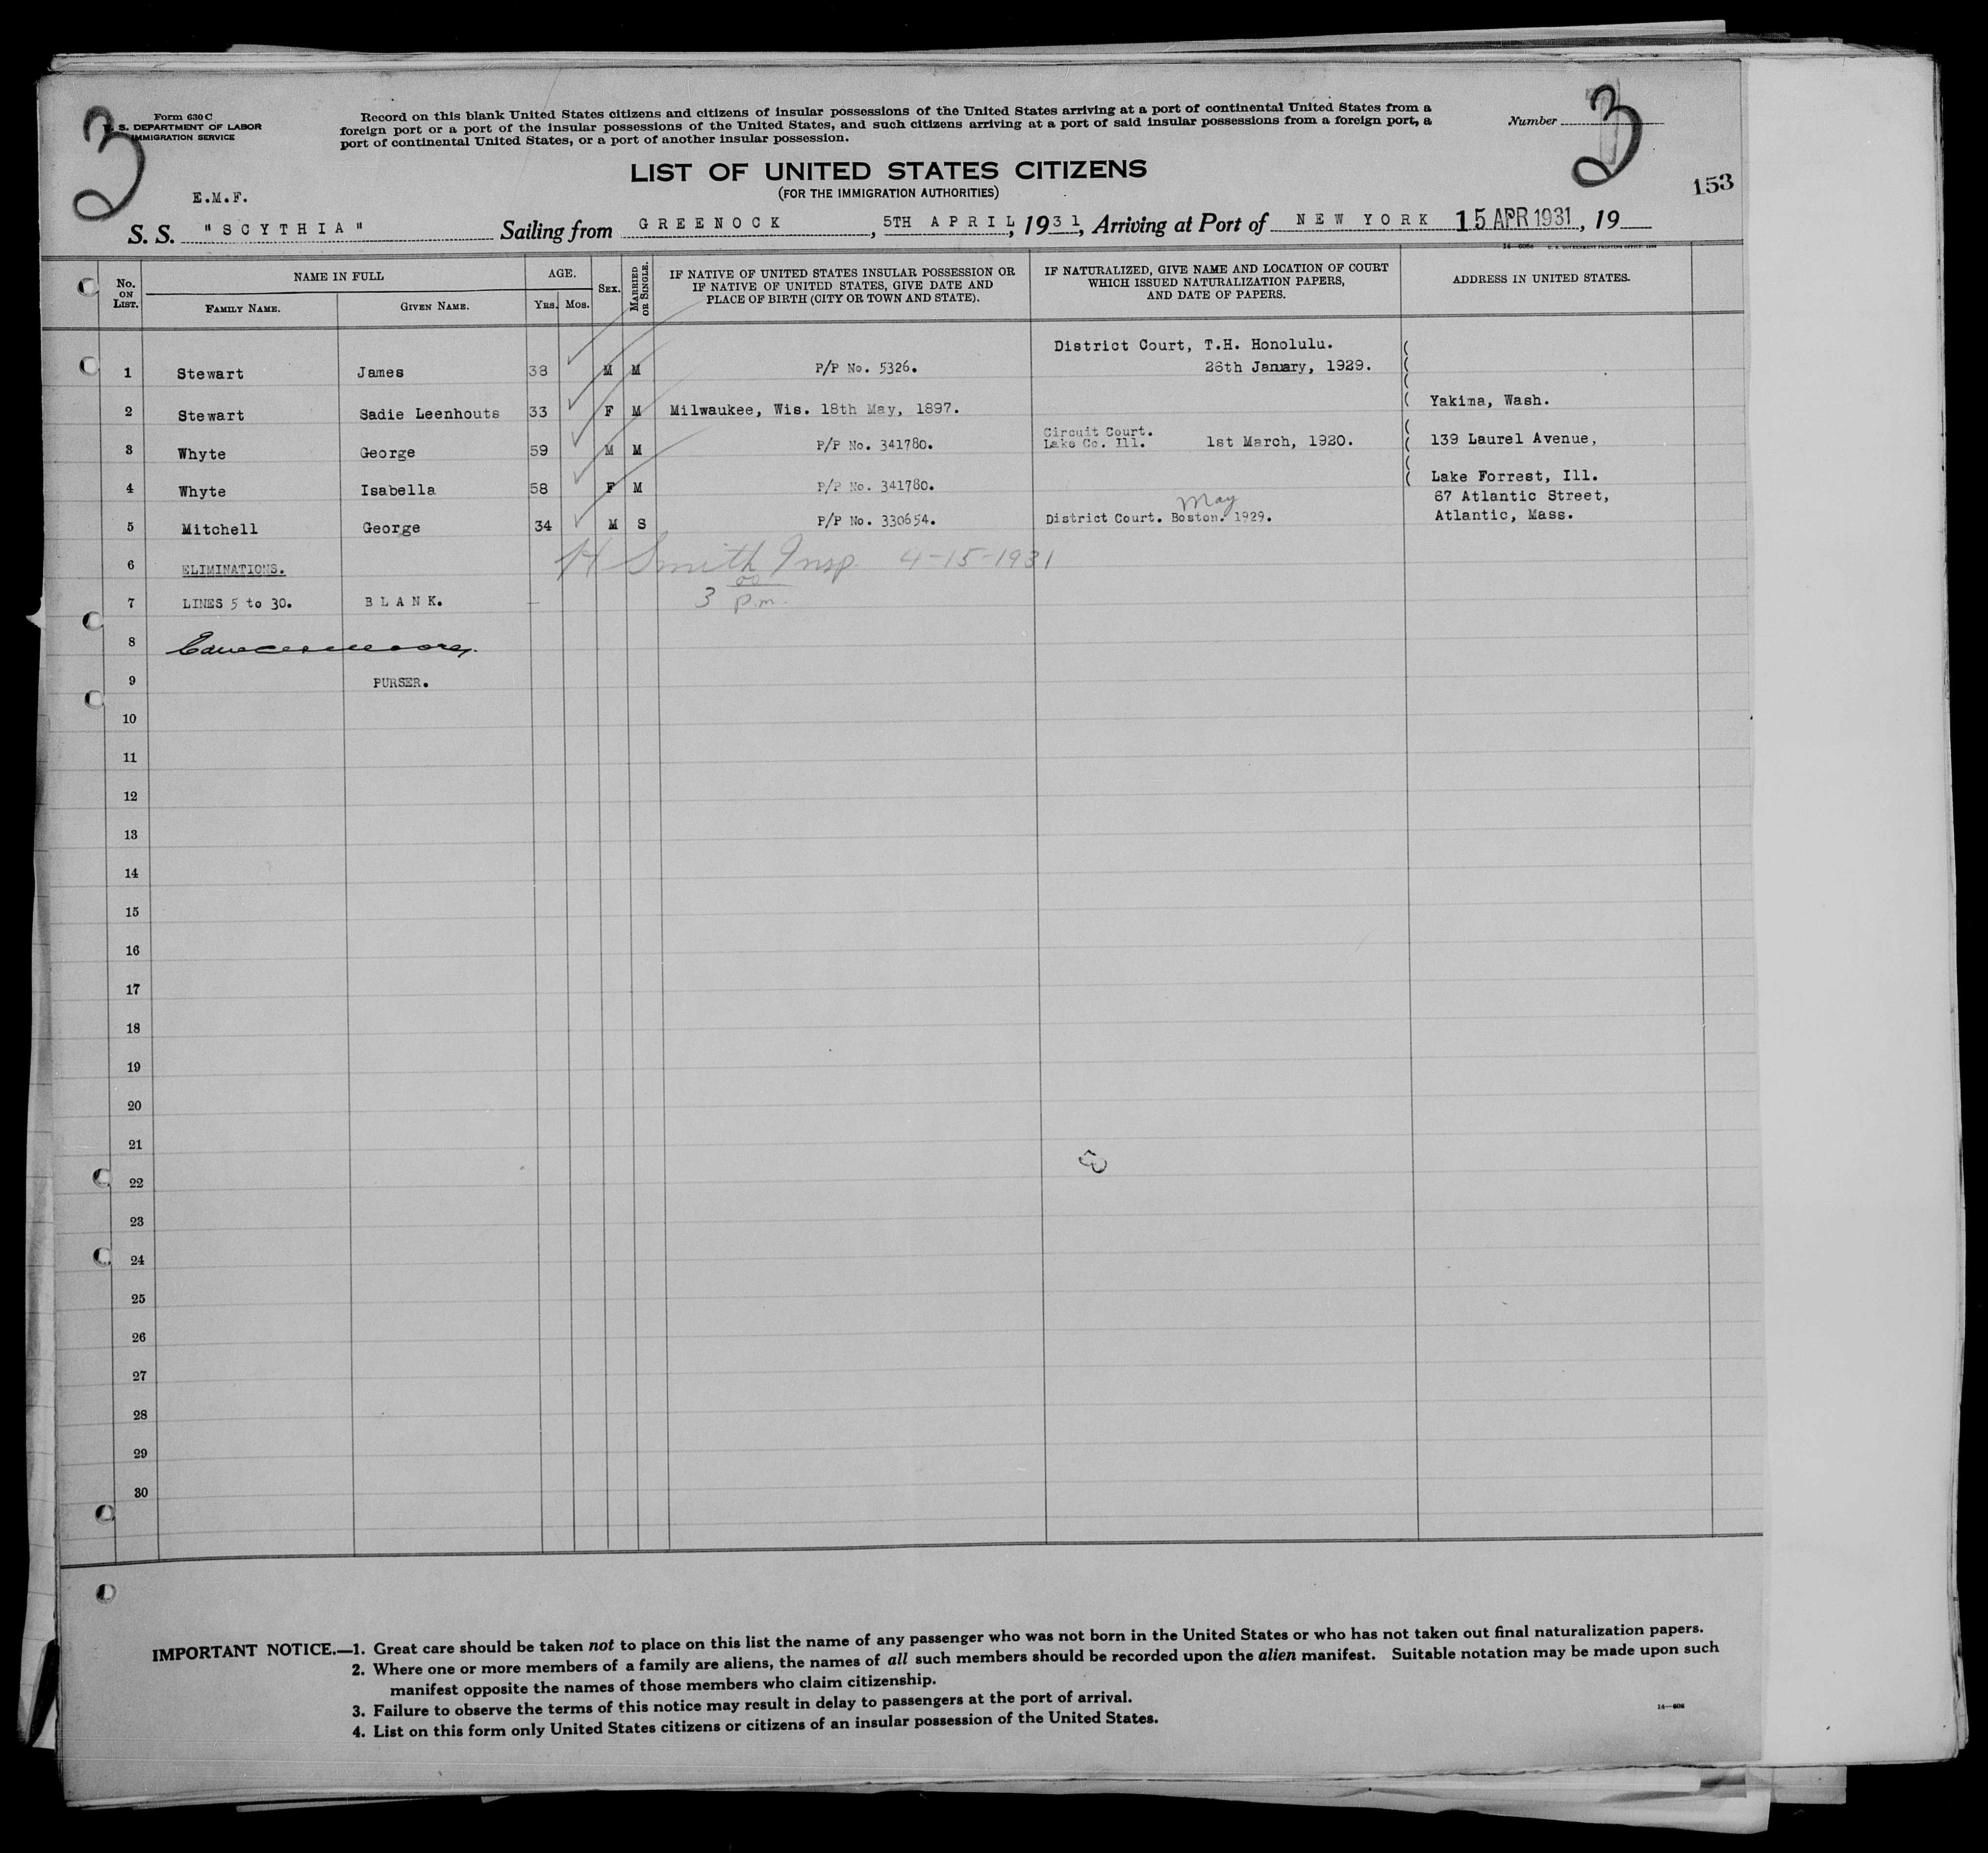 Form 630 C
U. S. DEPARTMENT OF LABOR
IMMIGRATION SERVICE
3
Record on this blank United States citizens and citizens of insular possessions of the United States arriving at a port of continental United States from a
foreign port or a port of the insular possessions of the United States, and such citizens arriving at a port of said insular possessions from a foreign port, a
port of continental United States, or a port of another insular possession.
Number 3
LIST OF UNITED STATES CITIZENS
(FOR THE IMMIGRATION AUTHORITIES)
153
E.M.F.
S. S. "SCYTHIA" Sailing from GREENOCK, 5TH APRIL, 1931, Arriving at Port of NEW YORK 15 APR 1931, 19
No. ON LIST. NAME IN FULL AGE. SEX. MARRIED OR SINGLE. IF NATIVE OF UNITED STATES INSULAR POSSESSION OR IF NATIVE OF UNITED STATES, GIVE DATE AND PLACE OF BIRTH (CITY OR TOWN AND STATE). IF NATURALIZED, GIVE NAME AND LOCATION OF COURT WHICH ISSUED NATURALIZATION PAPERS, AND DATE OF PAPERS. ADDRESS IN UNITED STATES.
FAMILY NAME. GIVEN NAME. YRS. MOS.
District Court, T.H. Honolulu.
1 Stewart James 38 M M P/P No. 5326. 26th January, 1929.
2 Stewart Sadie Leenhouts 33 F M Milwaukee, Wis. 18th May, 1897. Yakima, Wash.
Circuit Court.
3 Whyte George 59 M M P/P No. 341780. Lake Co. Ill. 1st March, 1920. 139 Laurel Avenue,
4 Whyte Isabella 58 F M P/P No. 341780. Lake Forrest, Ill.
May 67 Atlantic Street,
5 Mitchell George 34 M S P/P No. 330654. District Court. Boston. 1929. Atlantic, Mass.
6 ELIMINATIONS. H Smith Insp. 4-15-1931
7 LINES 5 to 30. BLANK. 3 00 p.m.
8
9 PURSER.
10
11
12
13
14
15
16
17
18
19
20
21
22
23
24
25
26
27
28
29
30
IMPORTANT NOTICE.—1. Great care should be taken not to place on this list the name of any passenger who was not born in the United States or who has not taken out final naturalization papers.
2. Where one or more members of a family are aliens, the names of all such members should be recorded upon the alien manifest. Suitable notation may be made upon such
manifest opposite the names of those members who claim citizenship.
3. Failure to observe the terms of this notice may result in delay to passengers at the port of arrival.
4. List on this form only United States citizens or citizens of an insular possession of the United States.
14—608